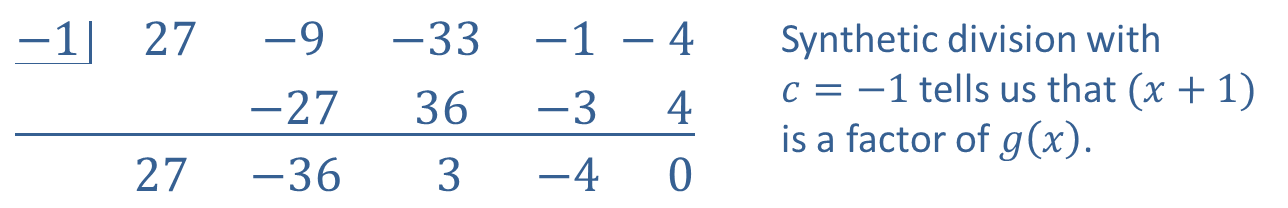 −1| 27 −9 −33 −1 − 4
−27 36 −3 4
27 −36 3 −4 0
Synthetic division with
c = −1 tells us that (x + 1)
is a factor of g(x).